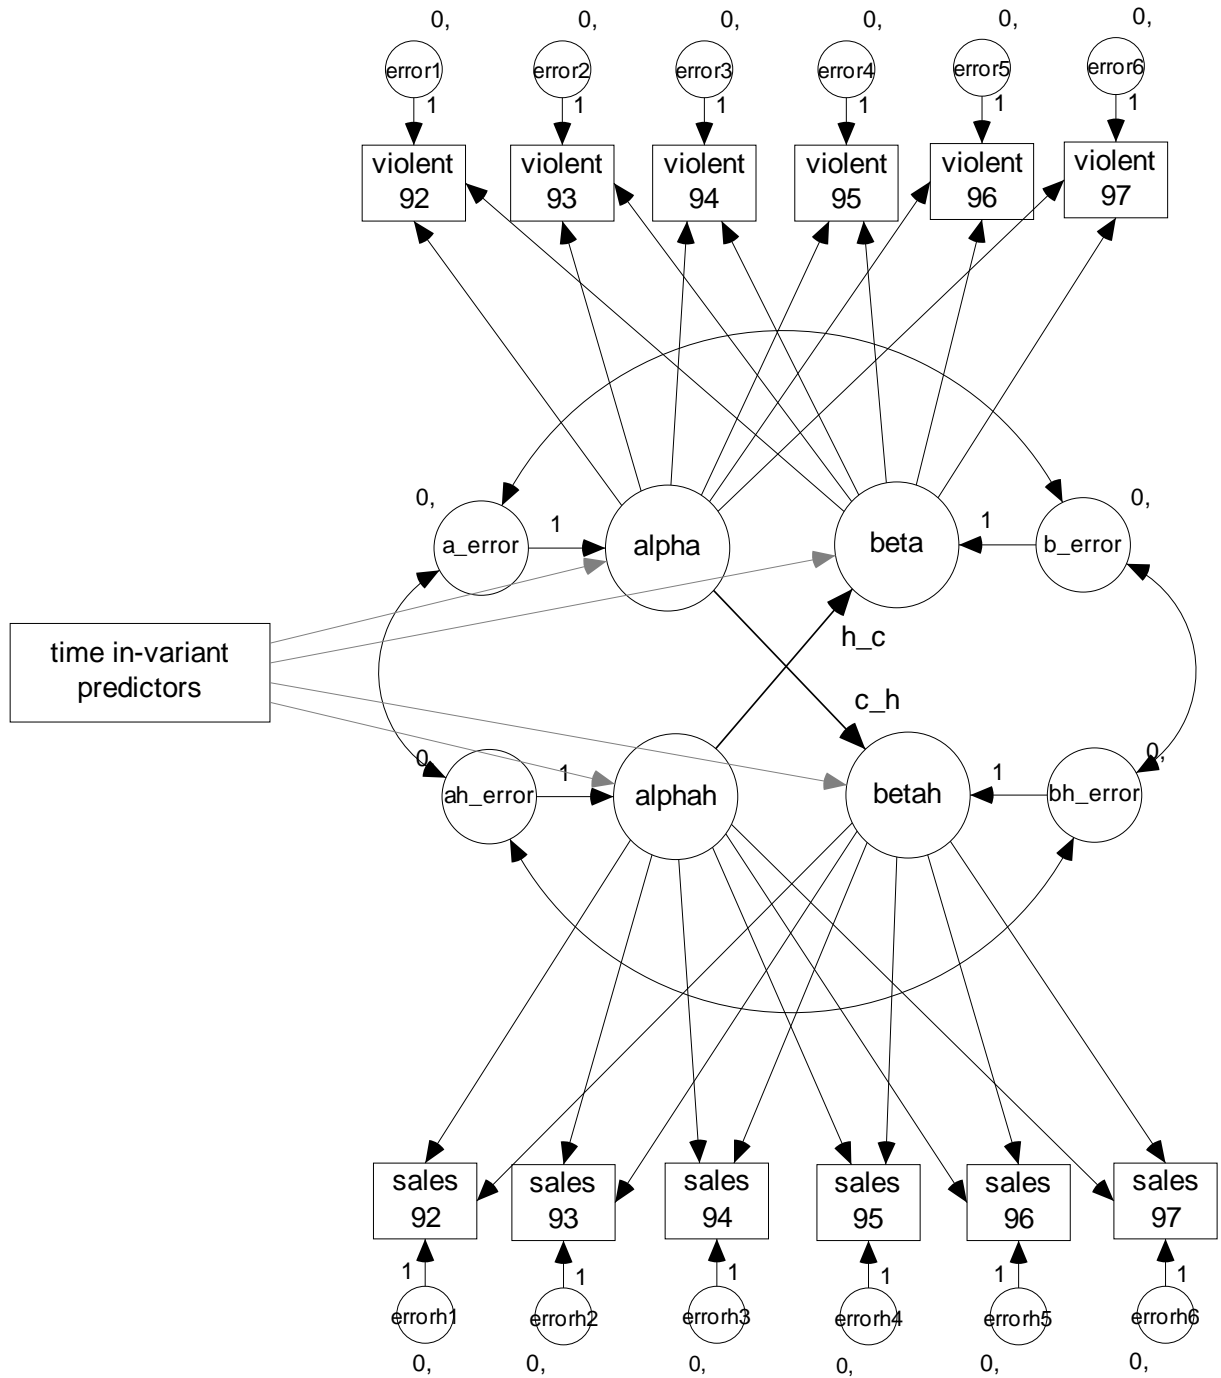 0, 0, 0, 0, 0, 0,
error1 error2 error3 error4 error5 error6
1 1 1 1 1 1
violent violent violent violent violent violent
92 93 94 95 96 97
0, 0,
1 1
a_error alpha beta b_error
h_c
time in-variant
predictors
c_h
0, 0,
1 1
ah_error alphah betah bh_error
sales sales sales sales sales sales
92 93 94 95 96 97
1 1 1 1 1 1
errorh1 errorh2 errorh3 errorh4 errorh5 errorh6
0, 0, 0, 0, 0, 0,